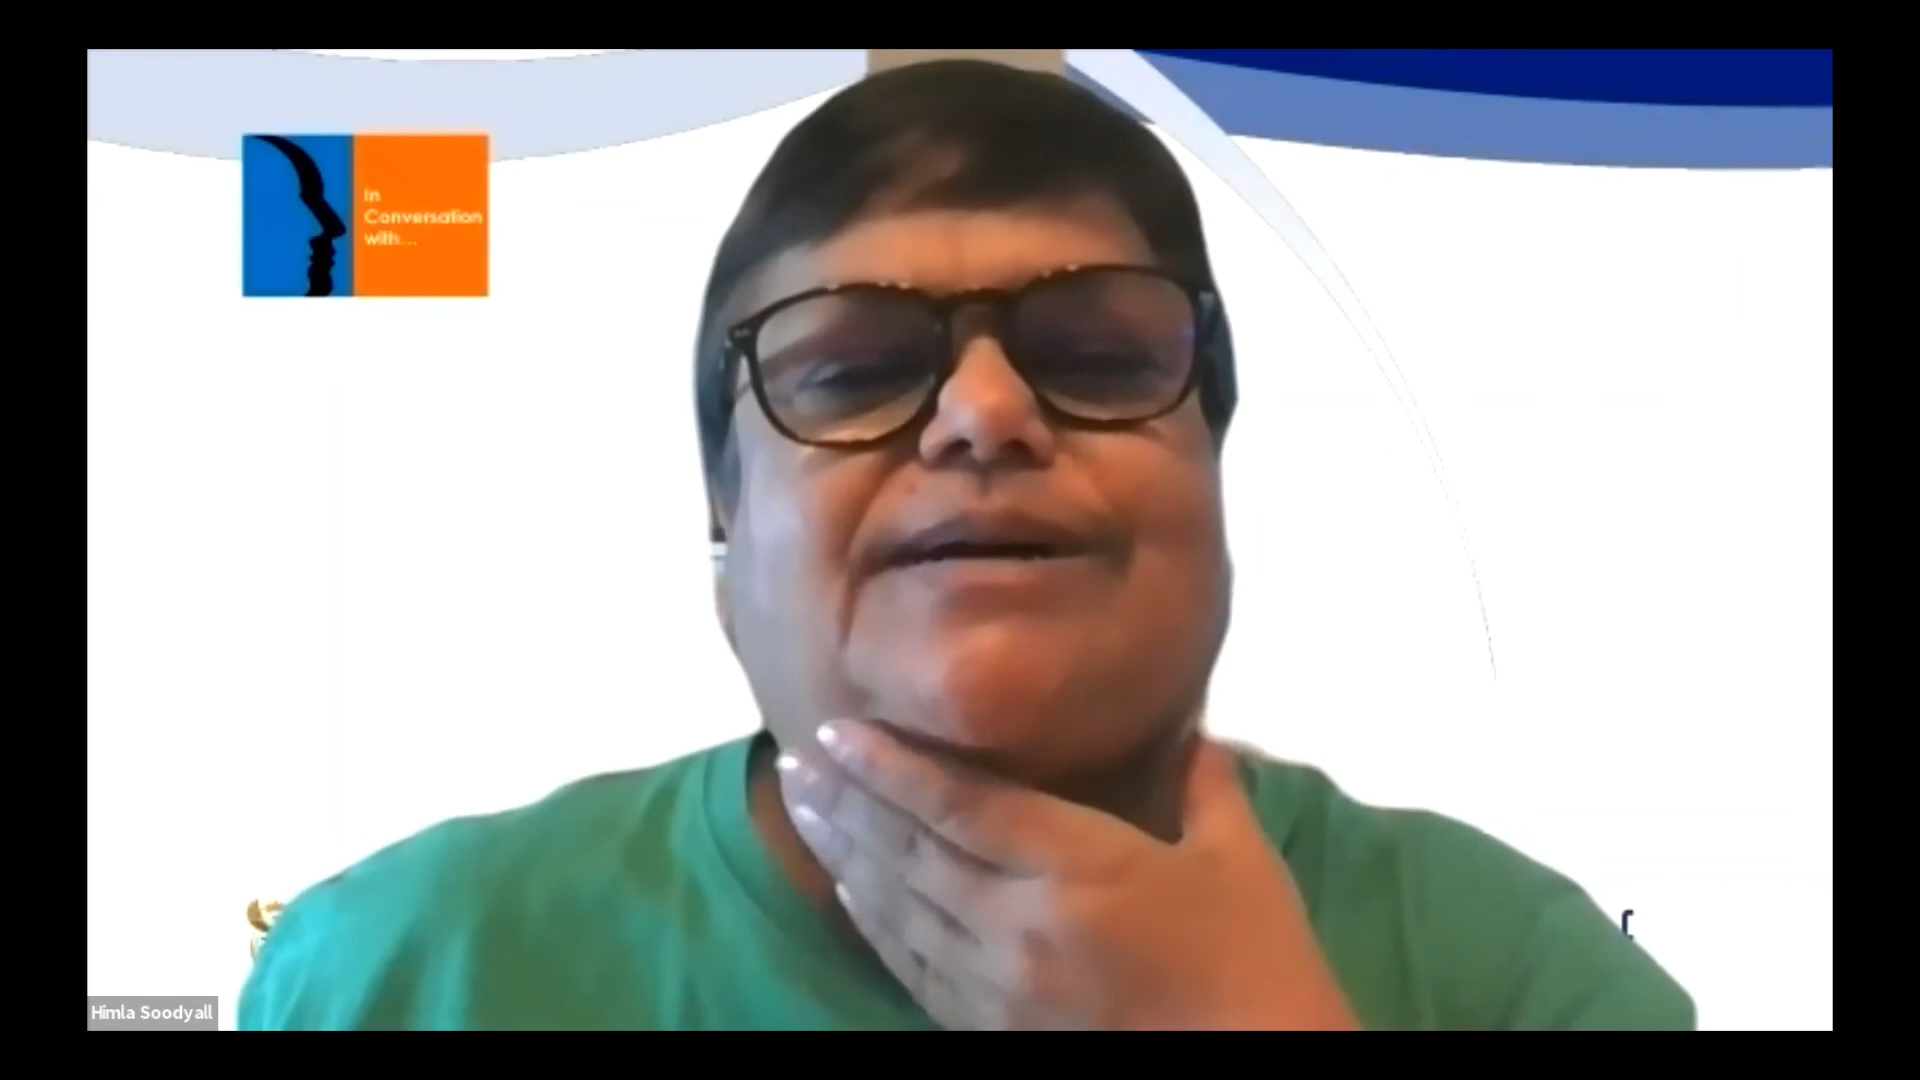 In
Conversation
with....
Himla Soodyall